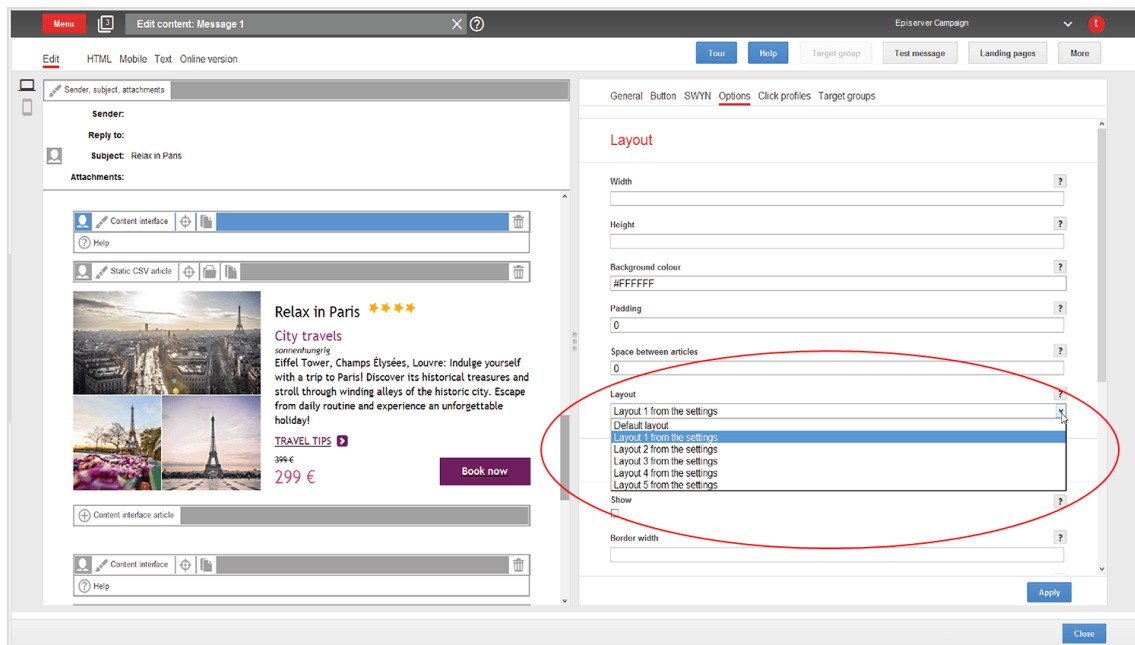 Menu
3
Edit content: Message 1
Episerver Campaign
t
Edit HTML Mobile Text Online version
Tour Help Target group Test message Landing pages More
Sender, subject, attachments
Sender:
Reply to:
Subject: Relax in Paris
Attachments:
Content interface
? Help
Static CSV article
Relax in Paris
City travels
sonnenhungrig
Eiffel Tower, Champs Élysées, Louvre: Indulge yourself
with a trip to Paris! Discover its historical treasures and
stroll through winding alleys of the historic city. Escape
from daily routine and experience an unforgettable
holiday!
TRAVEL TIPS
399 €
299 €
Book now
Content interface article
Content interface
? Help
General Button SWYN Options Click profiles Target groups
Layout
Width ?
Height ?
Background colour ?
#FFFFFF
Padding ?
0
Space between articles ?
0
Layout ?
Layout 1 from the settings
Default layout
Layout 1 from the settings
Layout 2 from the settings
Layout 3 from the settings
Layout 4 from the settings
Layout 5 from the settings
Show ?
Border width ?
Apply
Close